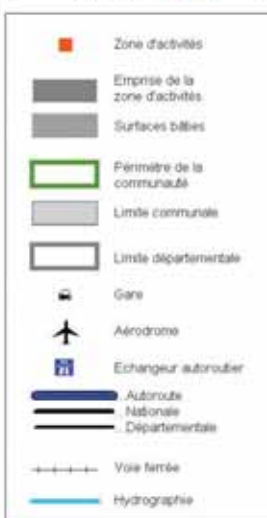 Zone d'activités
Emprise de la
zone d'activités
Surfaces bâties
Périmètre de la
communauté
Limite communale
Limite départementale
Gare
Aérodrome
Echangeur autoroutier
Autoroute
Nationale
Départementale
Voie ferrée
Hydrographie